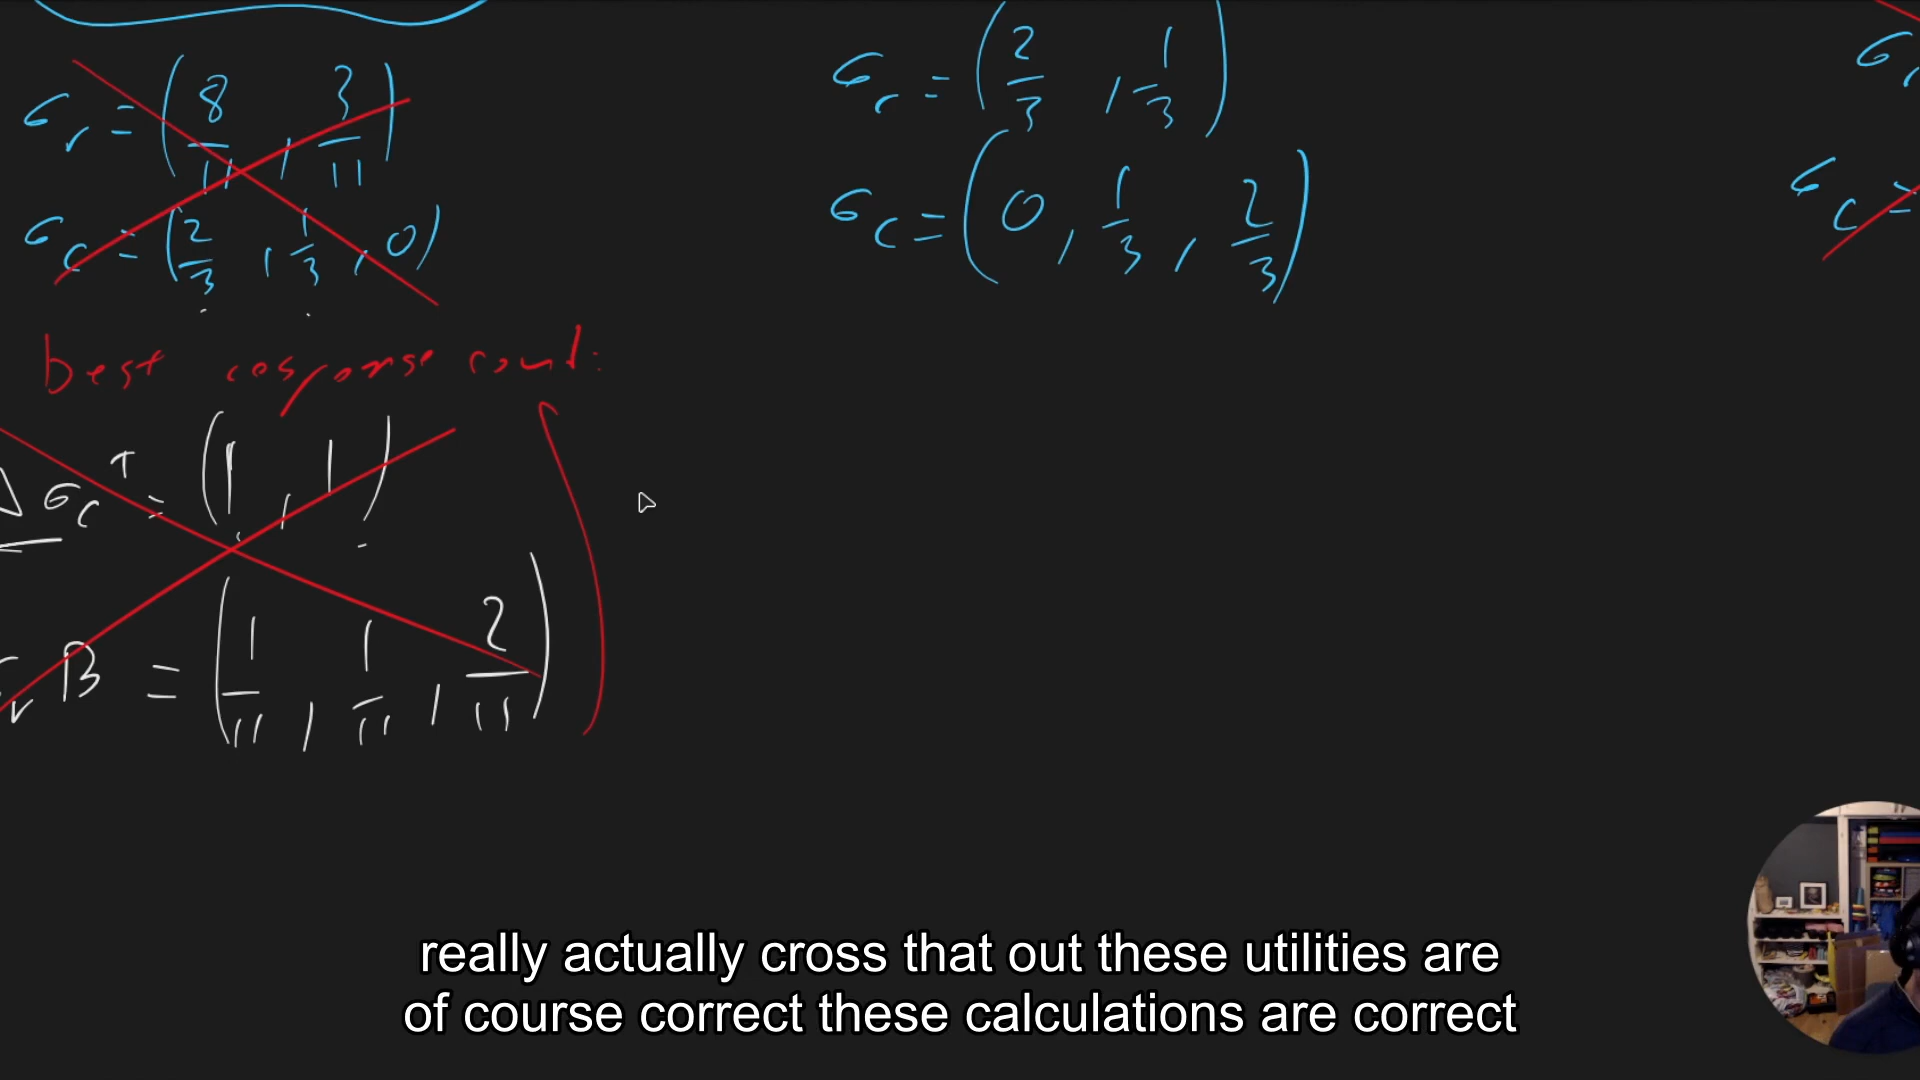 σr = (8/11, 3/11)
σc = (2/3, 1/3, 0)
best response cond:
Aσc^T = (1, 1)
σr B = (1/11, 1/11, 2/11)
σr = (2/3, 1/3)
σc = (0, 1/3, 2/3)
σr
σc =
really actually cross that out these utilities are
of course correct these calculations are correct